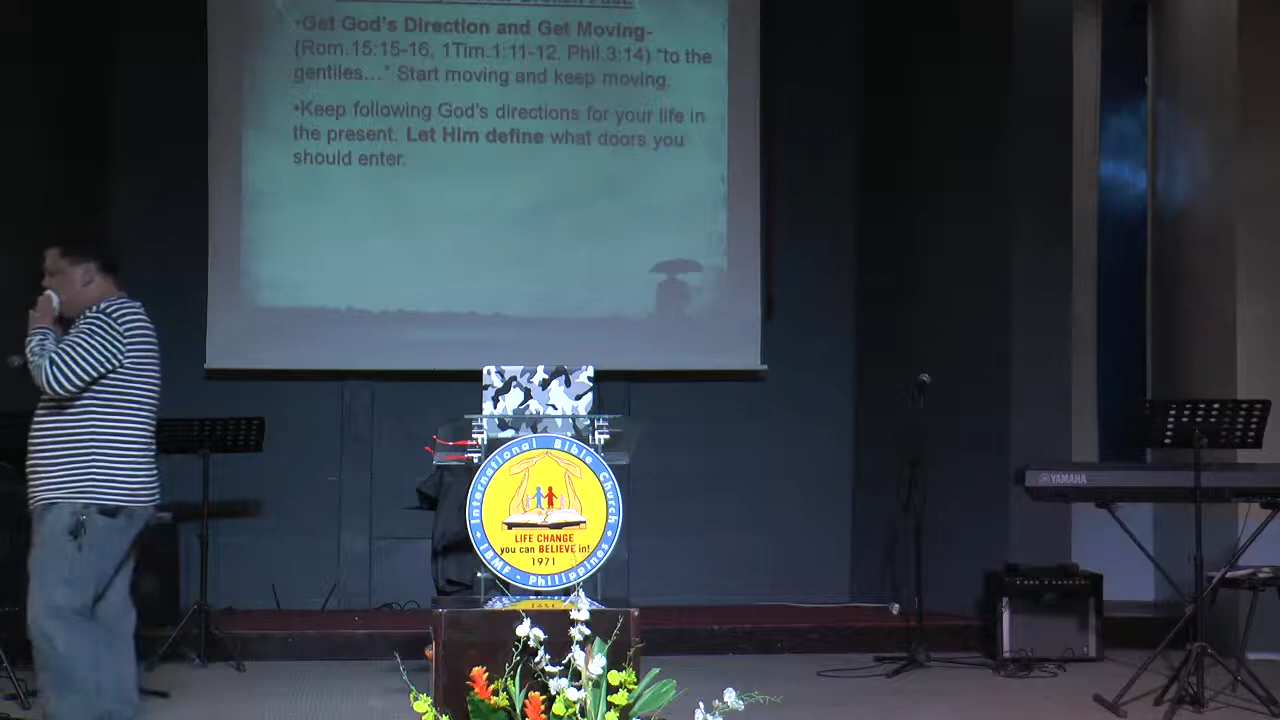 •Get God's Direction and Get Moving-
(Rom.15:15-16, 1Tim.1:11-12, Phil.3:14) "to the
gentiles…" Start moving and keep moving.
•Keep following God's directions for your life in
the present. Let Him define what doors you
should enter.
International Bible Church
LIFE CHANGE
you can BELIEVE in!
1971
IBMF - Philippines
YAMAHA